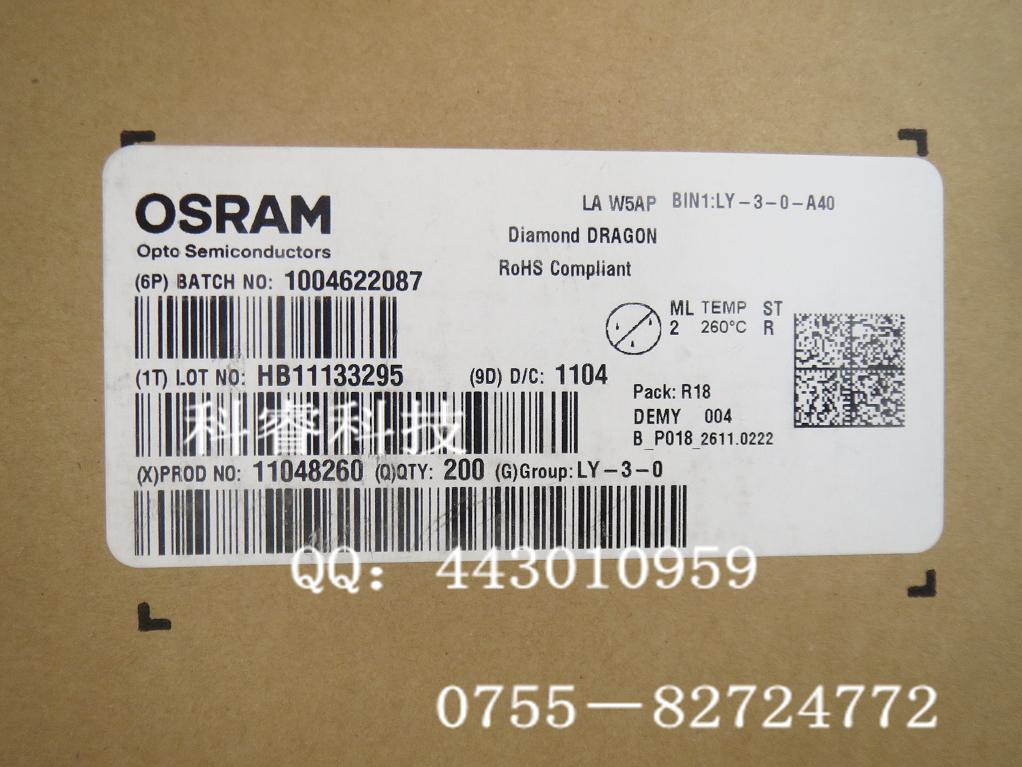 OSRAM
Opto Semiconductors
LA W5AP BIN1:LY-3-0-A40
Diamond DRAGON
RoHS Compliant
(6P) BATCH NO: 1004622087
ML TEMP ST
2 260°C R
(1T) LOT NO: HB11133295 (9D) D/C: 1104
Pack: R18
DEMY 004
B_P018_2611.0222
科睿科技
(X)PROD NO: 11048260 (Q)QTY: 200 (G)Group: LY-3-0
QQ：443010959
0755－82724772